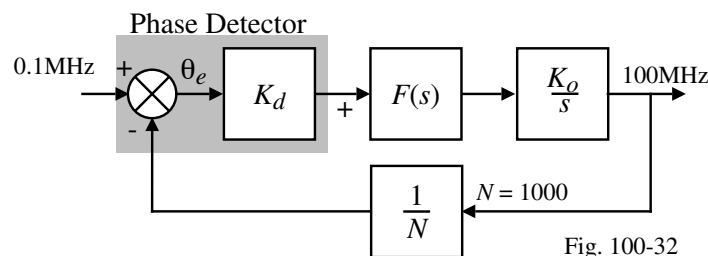 Phase Detector
0.1MHz
+
θe
Kd
+
F(s)
Ko
s
100MHz
-
1
N
N = 1000
Fig. 100-32